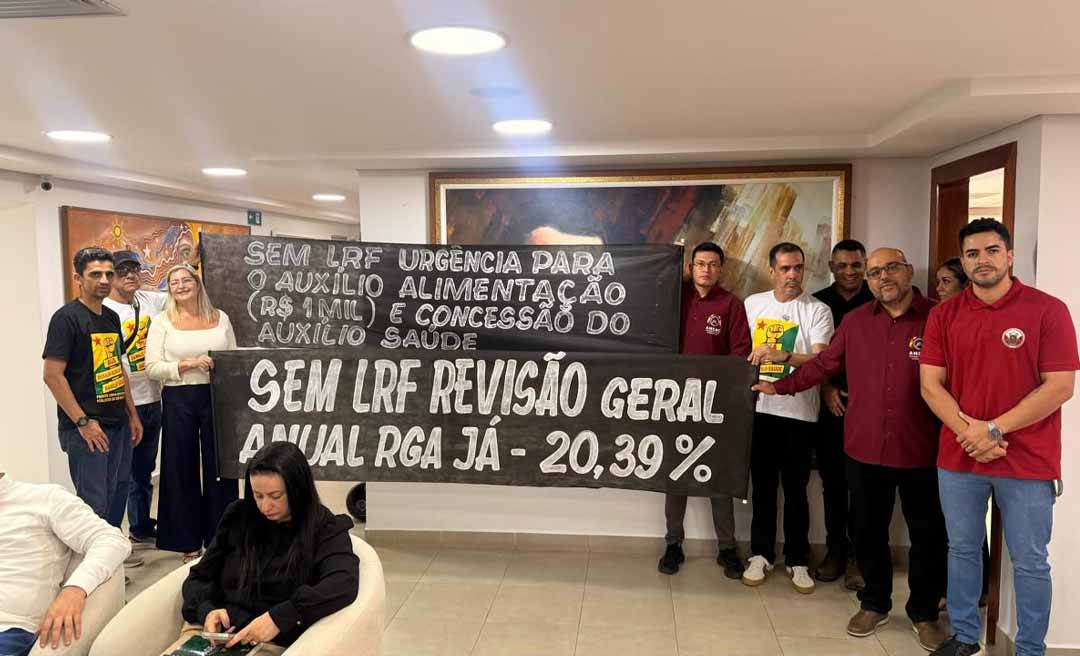 SEM LRF URGÊNCIA PARA
O AUXÍLIO ALIMENTAÇÃO
(R$ 1 MIL) E CONCESSÃO DO
AUXÍLIO SAÚDE
SEM LRF REVISÃO GERAL
ANUAL RGA JÁ - 20,39 %